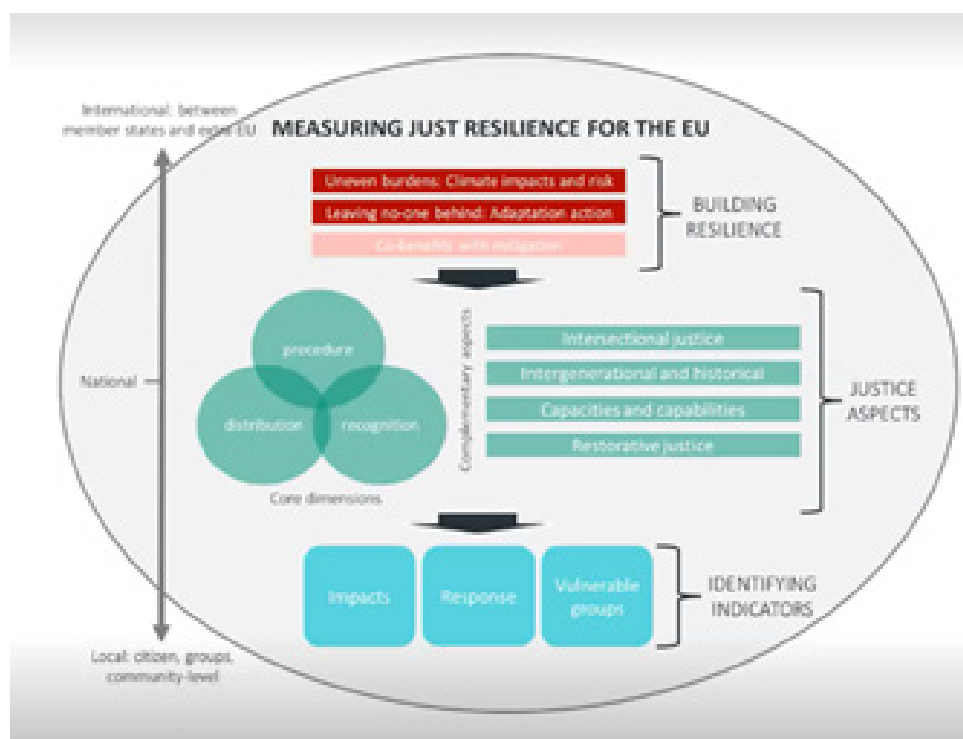 International: between
member states and extra-EU
MEASURING JUST RESILIENCE FOR THE EU
Uneven burdens: Climate impacts and risk
Leaving no-one behind: Adaptation action
Co-benefits with mitigation
BUILDING
RESILIENCE
procedure
distribution
recognition
Core dimensions
Complementary aspects
Intersectional justice
Intergenerational and historical
Capacities and capabilities
Restorative justice
JUSTICE
ASPECTS
National
Impacts
Response
Vulnerable
groups
IDENTIFYING
INDICATORS
Local: citizen, groups,
community-level